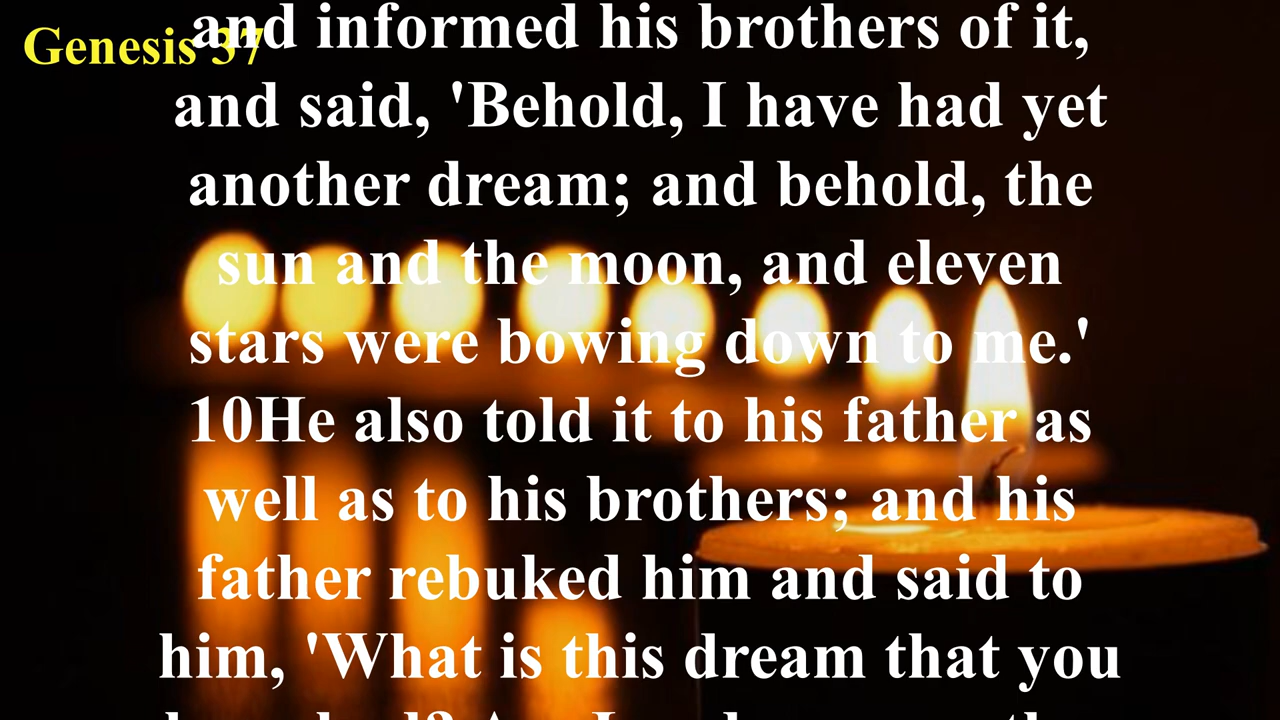 Genesis 37
and informed his brothers of it,
and said, 'Behold, I have had yet
another dream; and behold, the
sun and the moon, and eleven
stars were bowing down to me.'
10He also told it to his father as
well as to his brothers; and his
father rebuked him and said to
him, 'What is this dream that you